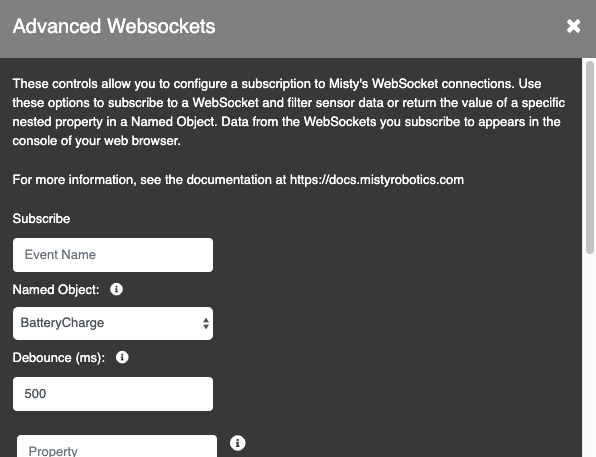 Advanced Websockets
These controls allow you to configure a subscription to Misty's WebSocket connections. Use
these options to subscribe to a WebSocket and filter sensor data or return the value of a specific
nested property in a Named Object. Data from the WebSockets you subscribe to appears in the
console of your web browser.
For more information, see the documentation at https://docs.mistyrobotics.com
Subscribe
Event Name
Named Object:
BatteryCharge
Debounce (ms):
500
Property